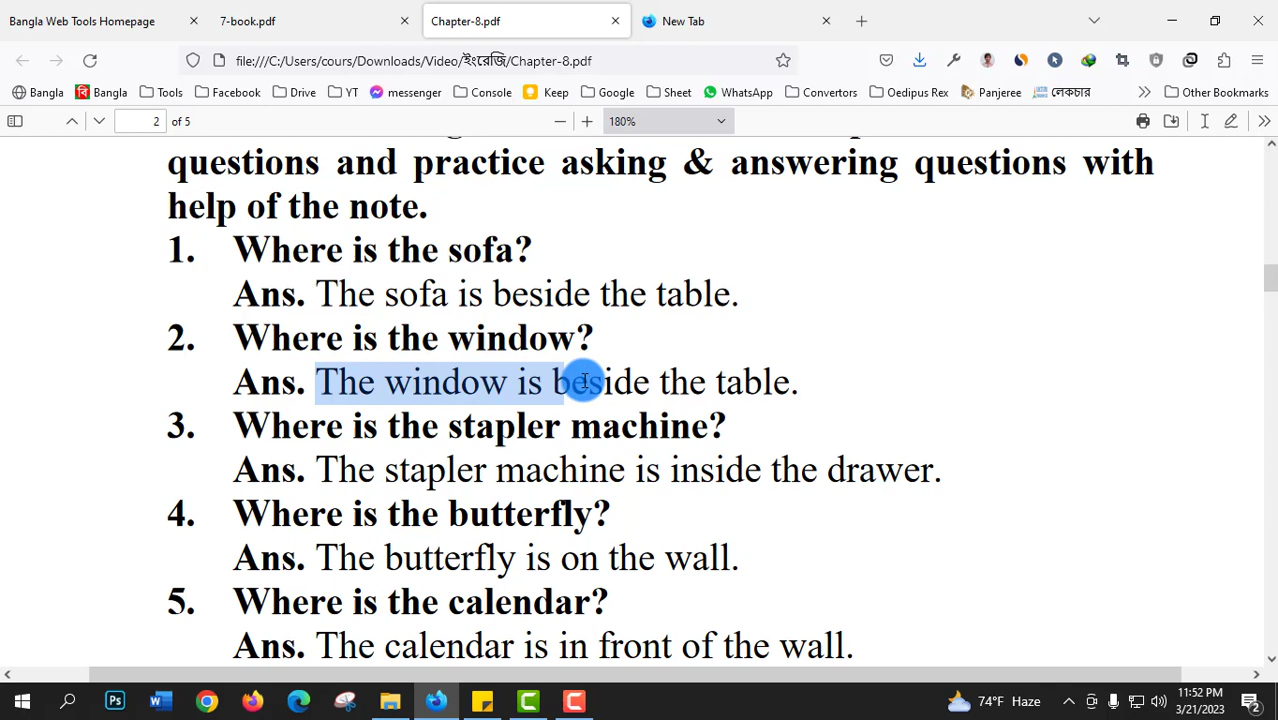 Bangla Web Tools Homepage
7-book.pdf
Chapter-8.pdf
New Tab
file:///C:/Users/cours/Downloads/Video/ইংরেজি/Chapter-8.pdf
Bangla
Bangla
Tools
Facebook
Drive
YT
messenger
Console
Keep
Google
Sheet
WhatsApp
Convertors
Oedipus Rex
Panjeree
লেকচার
Other Bookmarks
2 of 5
180%
questions and practice asking & answering questions with
help of the note.
1. Where is the sofa?
Ans. The sofa is beside the table.
2. Where is the window?
Ans. The window is beside the table.
3. Where is the stapler machine?
Ans. The stapler machine is inside the drawer.
4. Where is the butterfly?
Ans. The butterfly is on the wall.
5. Where is the calendar?
Ans. The calendar is in front of the wall.
74°F Haze
11:52 PM
3/21/2023
2